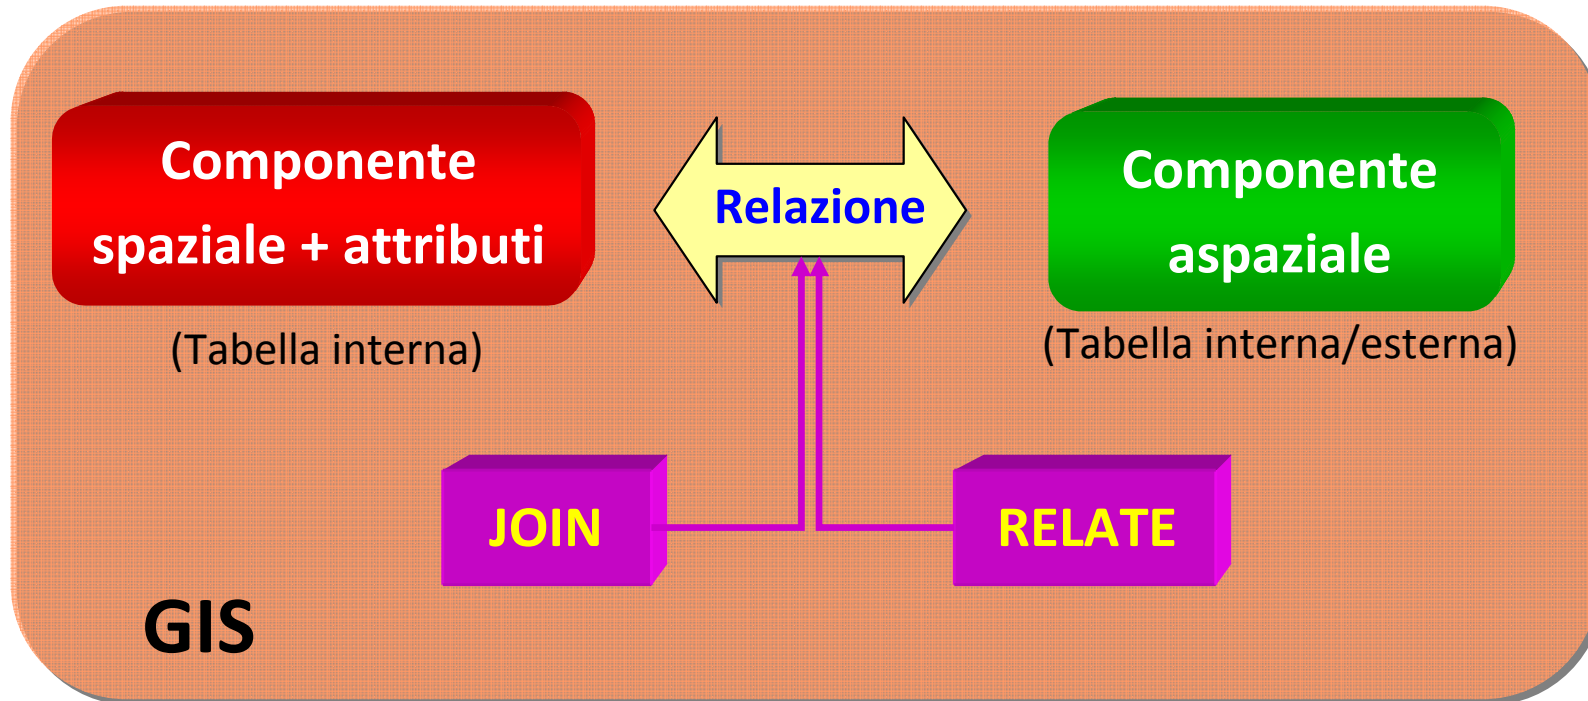 Componente
spaziale + attributi
(Tabella interna)
Relazione
Componente
aspaziale
(Tabella interna/esterna)
JOIN
RELATE
GIS